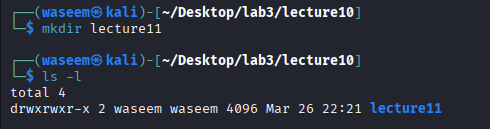 ┌──(waseem㉿kali)-[~/Desktop/lab3/lecture10]
└─$ mkdir lecture11
┌──(waseem㉿kali)-[~/Desktop/lab3/lecture10]
└─$ ls -l
total 4
drwxrwxr-x 2 waseem waseem 4096 Mar 26 22:21 lecture11